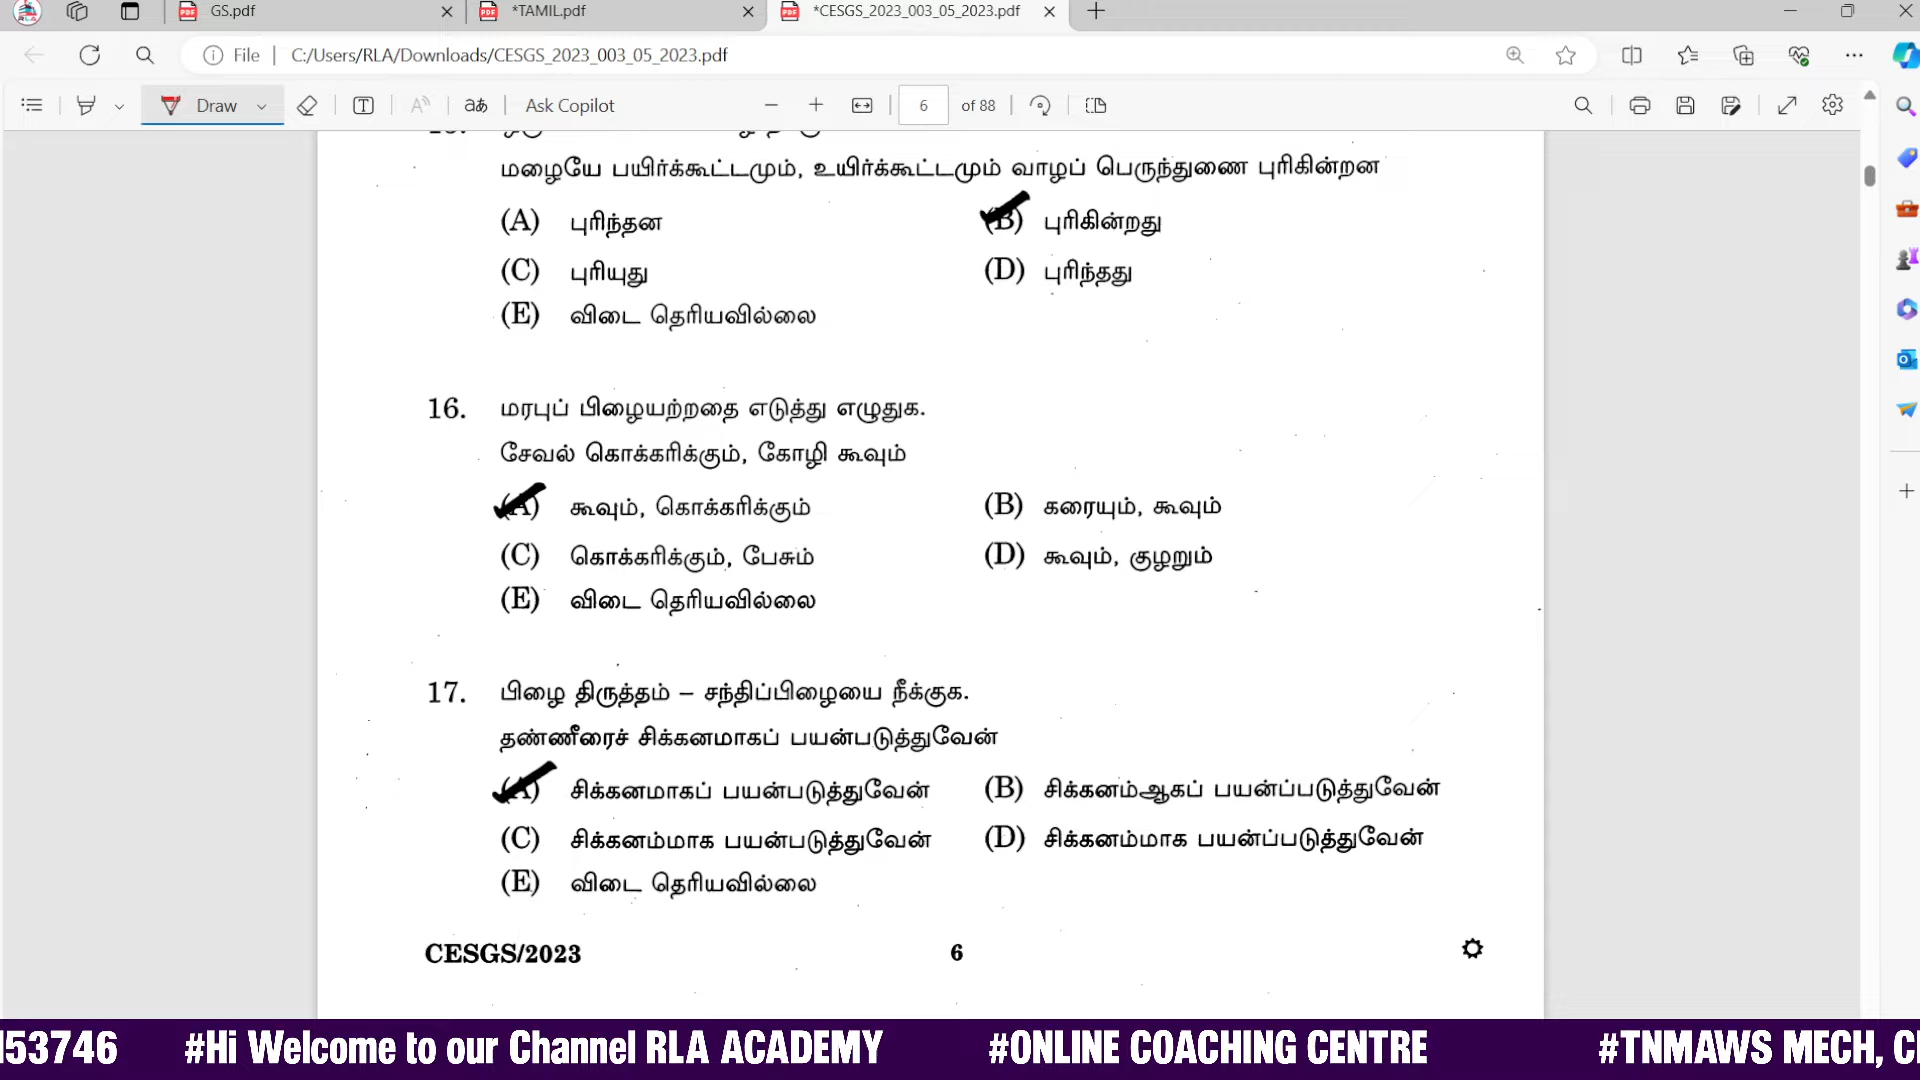 GS.pdf
*TAMIL.pdf
*CESGS_2023_003_05_2023.pdf
File
C:/Users/RLA/Downloads/CESGS_2023_003_05_2023.pdf
Draw
aあ
Ask Copilot
6 of 88
மழையே பயிர்க்கூட்டமும், உயிர்க்கூட்டமும் வாழப் பெருந்துணை புரிகின்றன
(A) புரிந்தன (B) புரிகின்றது
(C) புரியுது (D) புரிந்தது
(E) விடை தெரியவில்லை
16. மரபுப் பிழையற்றதை எடுத்து எழுதுக.
சேவல் கொக்கரிக்கும், கோழி கூவும்
(A) கூவும், கொக்கரிக்கும் (B) கரையும், கூவும்
(C) கொக்கரிக்கும், பேசும் (D) கூவும், குழறும்
(E) விடை தெரியவில்லை
17. பிழை திருத்தம் – சந்திப்பிழையை நீக்குக.
தண்ணீரைச் சிக்கனமாகப் பயன்படுத்துவேன்
(A) சிக்கனமாகப் பயன்படுத்துவேன் (B) சிக்கனம்ஆகப் பயன்ப்படுத்துவேன்
(C) சிக்கனம்மாக பயன்படுத்துவேன் (D) சிக்கனம்மாக பயன்ப்படுத்துவேன்
(E) விடை தெரியவில்லை
CESGS/2023 6
53746 #Hi Welcome to our Channel RLA ACADEMY #ONLINE COACHING CENTRE #TNMAWS MECH,